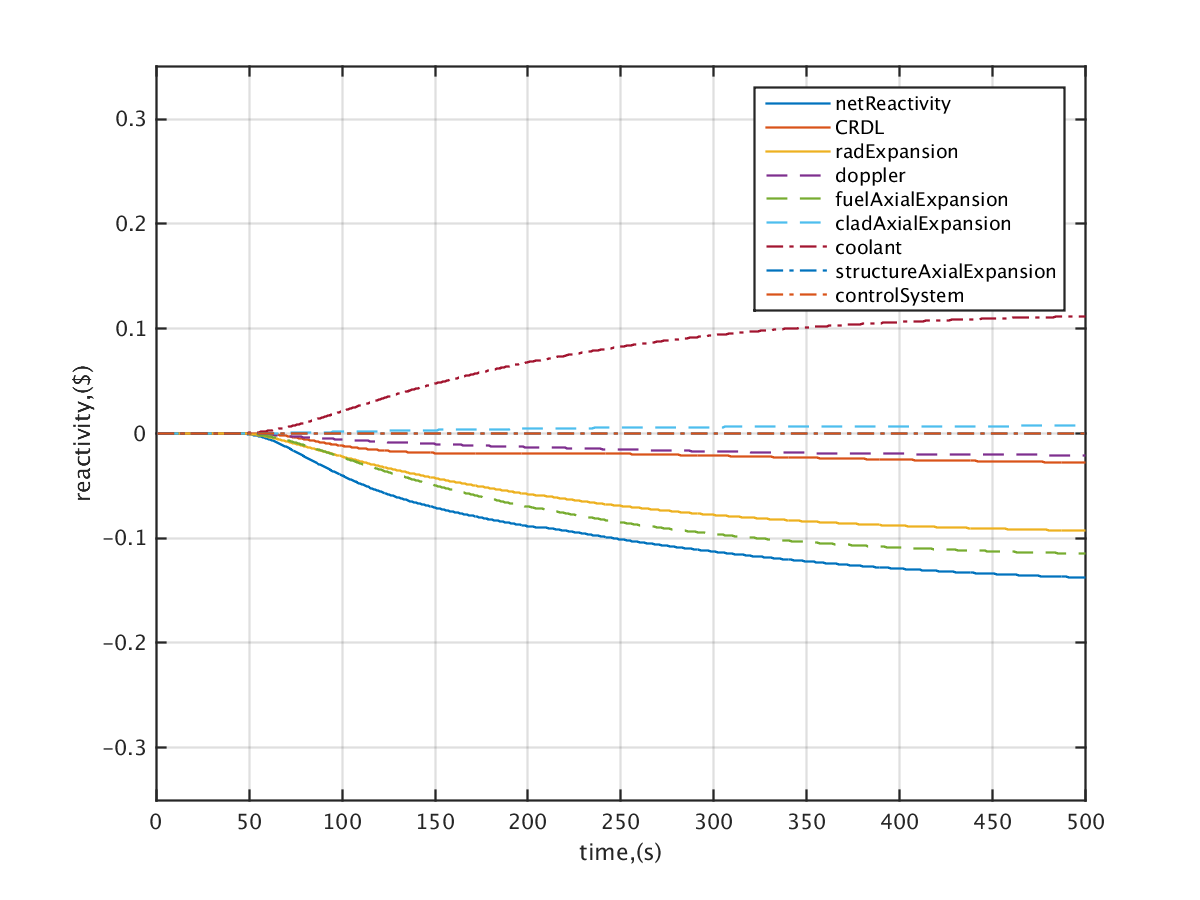 0.3
0.2
0.1
0
−0.1
−0.2
−0.3
reactivity,($)
netReactivity
CRDL
radExpansion
doppler
fuelAxialExpansion
cladAxialExpansion
coolant
structureAxialExpansion
controlSystem
0 50 100 150 200 250 300 350 400 450 500
time,(s)